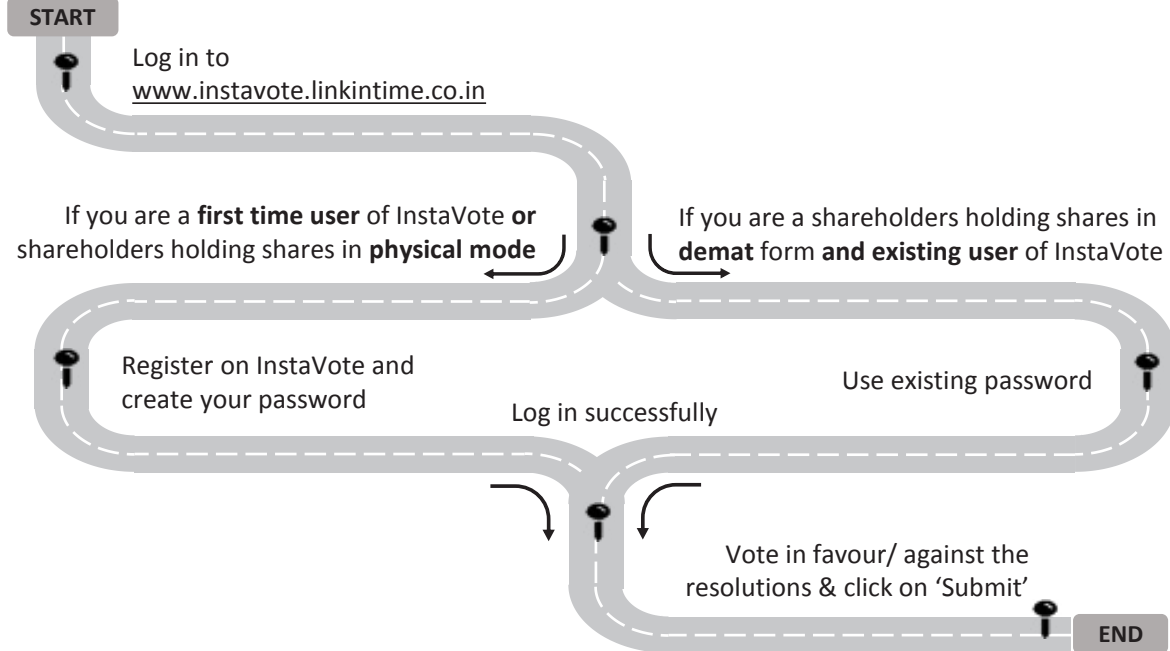 START
Log in to
www.instavote.linkintime.co.in
If you are a first time user of InstaVote or
shareholders holding shares in physical mode
If you are a shareholders holding shares in
demat form and existing user of InstaVote
Register on InstaVote and
create your password
Use existing password
Log in successfully
Vote in favour/ against the
resolutions & click on ‘Submit’
END